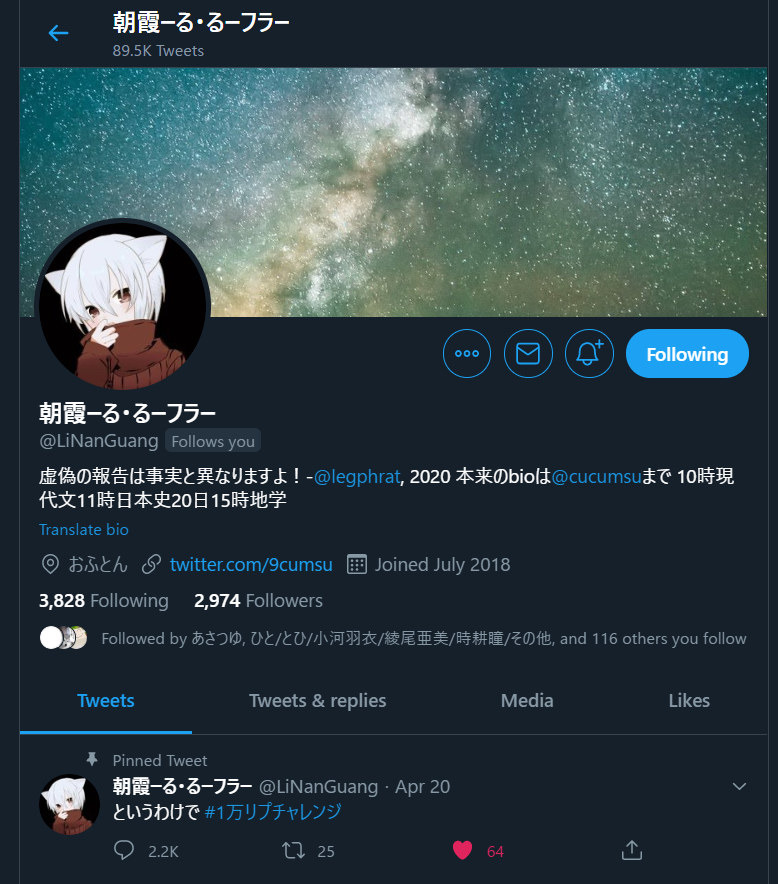 朝霞ーる・るーフラー
89.5K Tweets
Following
朝霞ーる・るーフラー
@LiNanGuang Follows you
虚偽の報告は事実と異なりますよ！-@legphrat, 2020 本来のbioは@cucumsuまで 10時現
代文11時日本史20日15時地学
Translate bio
おふとん twitter.com/9cumsu Joined July 2018
3,828 Following 2,974 Followers
Followed by あさつゆ, ひと/とひ/小河羽衣/綾尾亜美/時耕瞳/その他, and 116 others you follow
Tweets Tweets & replies Media Likes
Pinned Tweet
朝霞ーる・るーフラー @LiNanGuang · Apr 20
というわけで #1万リプチャレンジ
2.2K 25 64